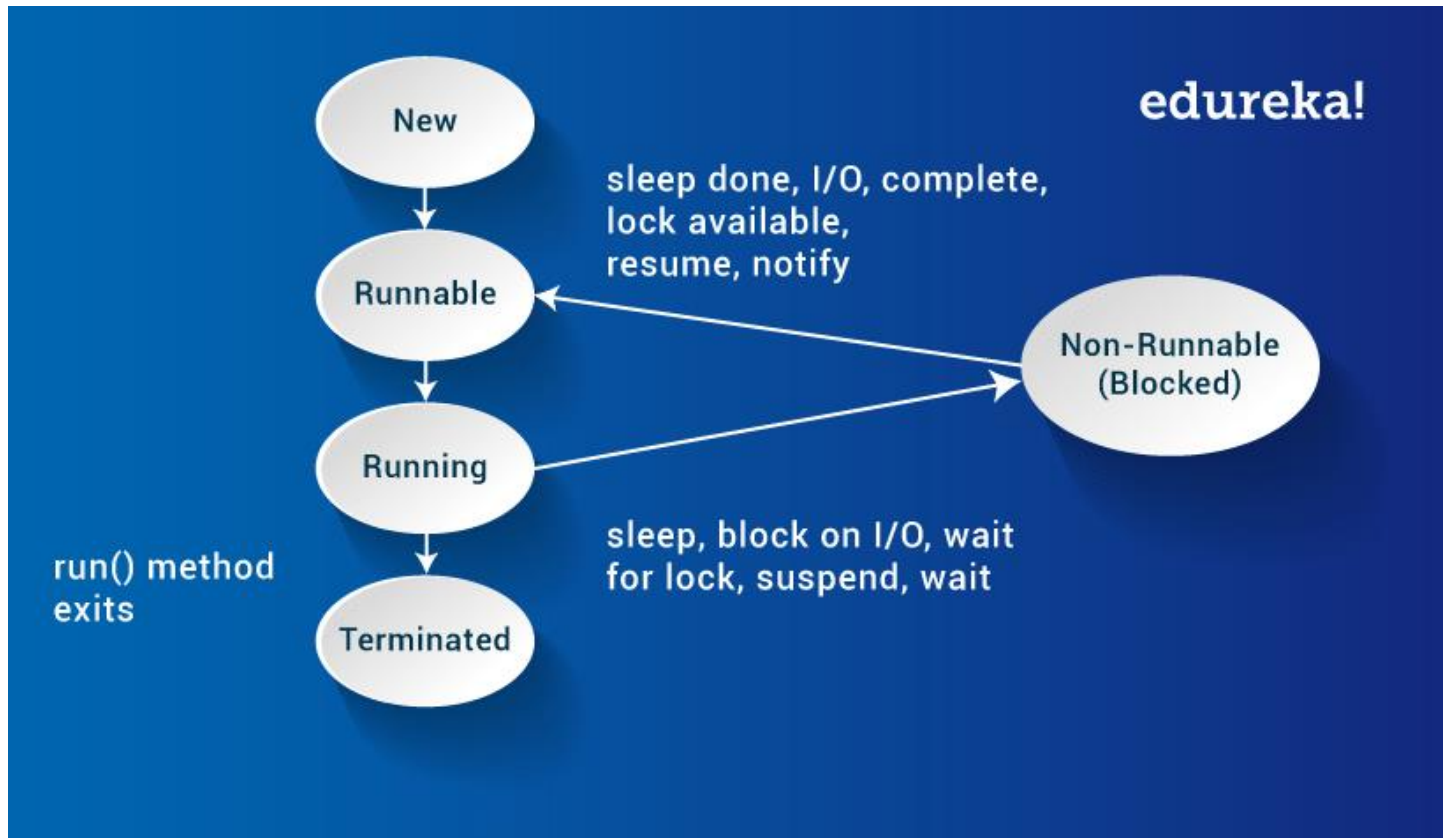 edureka!
New
sleep done, I/O, complete,
lock available,
resume, notify
Runnable
Non-Runnable
(Blocked)
Running
sleep, block on I/O, wait
for lock, suspend, wait
run() method
exits
Terminated